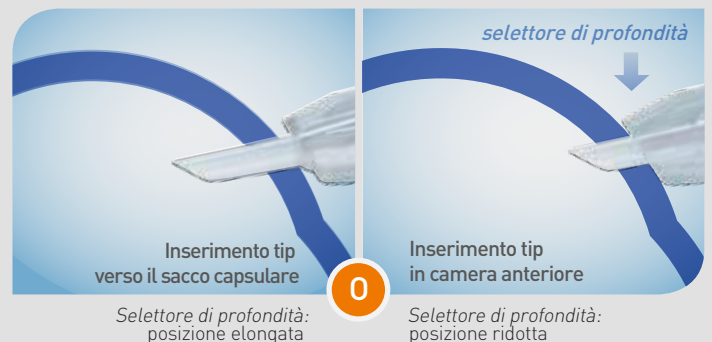 selettore di profondità
Inserimento tip
verso il sacco capsulare
Inserimento tip
in camera anteriore
O
Selettore di profondità:
posizione elongata
Selettore di profondità:
posizione ridotta